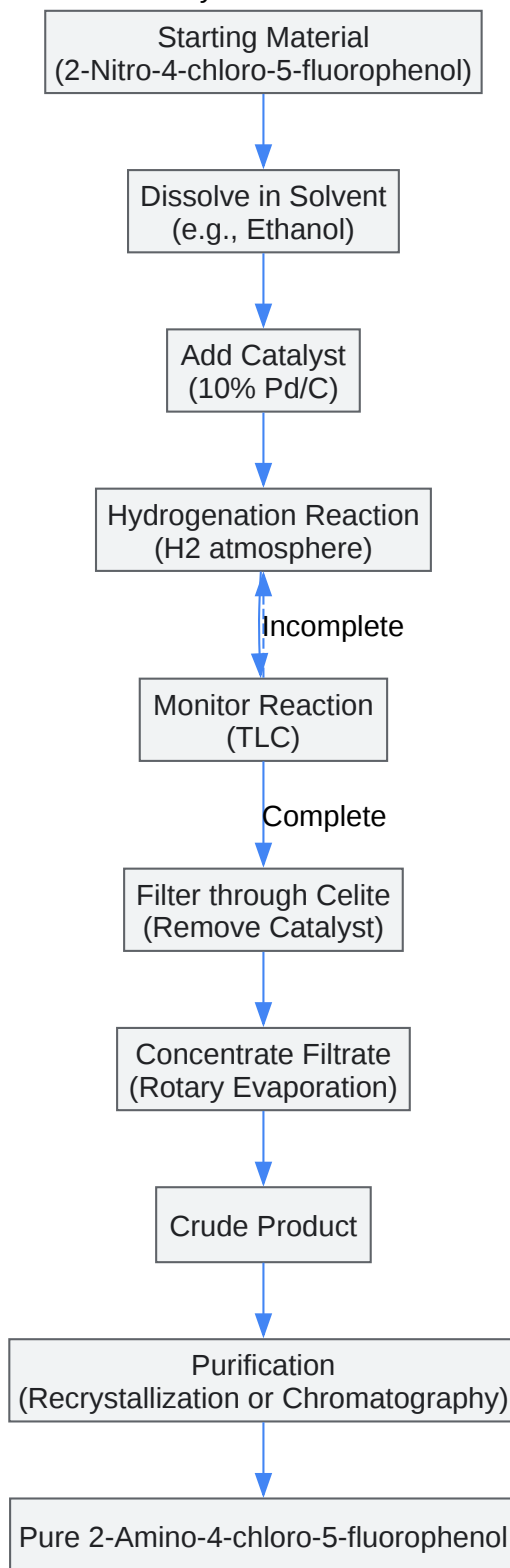 Starting Material
(2-Nitro-4-chloro-5-fluorophenol)
Dissolve in Solvent
(e.g., Ethanol)
Add Catalyst
(10% Pd/C)
Hydrogenation Reaction
(H2 atmosphere)
Incomplete
Monitor Reaction
(TLC)
Complete
Filter through Celite
(Remove Catalyst)
Concentrate Filtrate
(Rotary Evaporation)
Crude Product
Purification
(Recrystallization or Chromatography)
Pure 2-Amino-4-chloro-5-fluorophenol